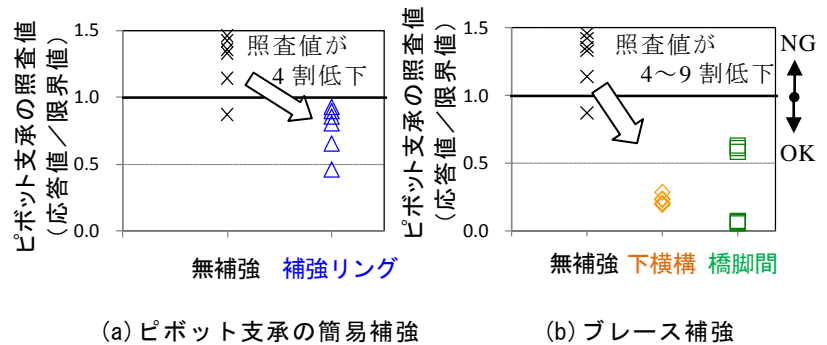 ピボット支承の照査値
(応答値/限界値)
1.5
1.0
0.5
0.0
照査値が
4割低下
無補強
補強リング
(a)ピボット支承の簡易補強
ピボット支承の照査値
(応答値/限界値)
1.5
1.0
0.5
0.0
照査値が
4~9割低下
NG
OK
無補強
下横構
橋脚間
(b)ブレース補強